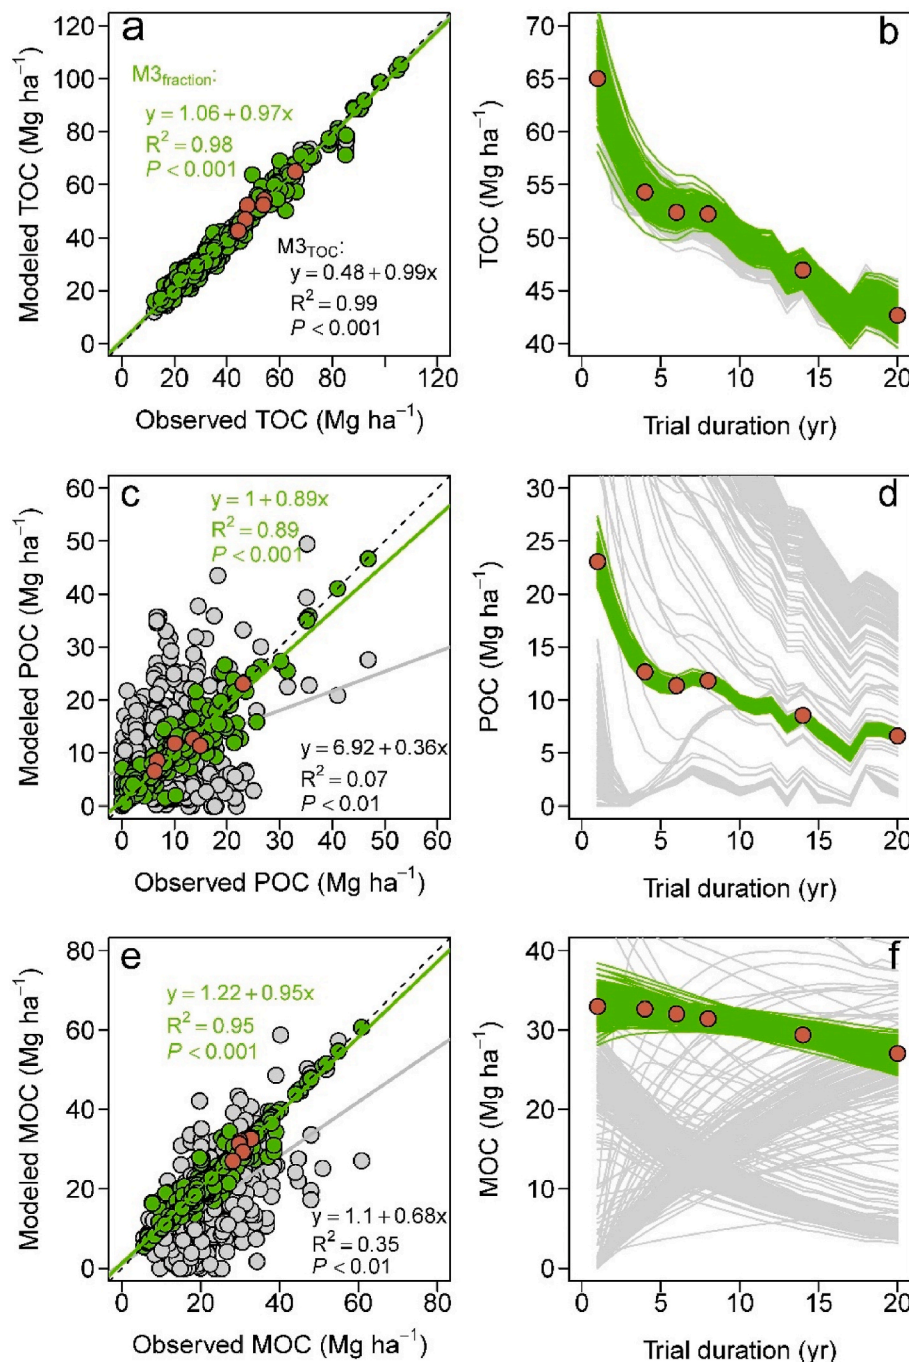 a
M3fraction:
y = 1.06 + 0.97x
R² = 0.98
P < 0.001
M3TOC:
y = 0.48 + 0.99x
R² = 0.99
P < 0.001
Modeled TOC (Mg ha⁻¹)
0
20
40
60
80
100
120
0 20 40 60 80 120
Observed TOC (Mg ha⁻¹)
b
TOC (Mg ha⁻¹)
40
45
50
55
60
65
70
0 5 10 15 20
Trial duration (yr)
c
y = 1 + 0.89x
R² = 0.89
P < 0.001
y = 6.92 + 0.36x
R² = 0.07
P < 0.01
Modeled POC (Mg ha⁻¹)
0
10
20
30
40
50
60
0 10 20 30 40 50 60
Observed POC (Mg ha⁻¹)
d
POC (Mg ha⁻¹)
0
5
10
15
20
25
30
0 5 10 15 20
Trial duration (yr)
e
y = 1.22 + 0.95x
R² = 0.95
P < 0.001
y = 1.1 + 0.68x
R² = 0.35
P < 0.01
Modeled MOC (Mg ha⁻¹)
0
20
40
60
80
0 20 40 60 80
Observed MOC (Mg ha⁻¹)
f
MOC (Mg ha⁻¹)
0
10
20
30
40
0 5 10 15 20
Trial duration (yr)